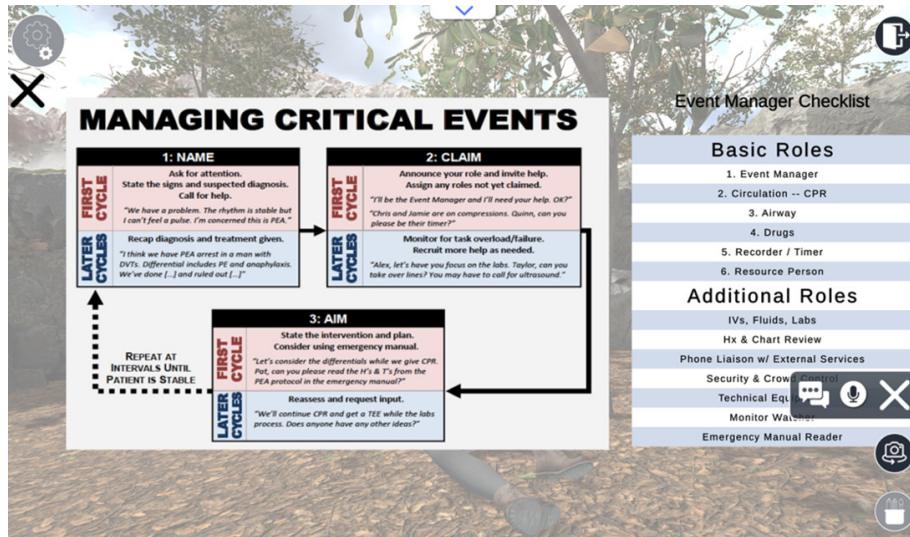 MANAGING CRITICAL EVENTS
1: NAME
FIRST CYCLE
Ask for attention.
State the signs and suspected diagnosis.
Call for help.
"We have a problem. The rhythm is stable but
I can't feel a pulse. I'm concerned this is PEA."
LATER CYCLES
Recap diagnosis and treatment given.
"I think we have PEA arrest in a man with
DVTs. Differential includes PE and anaphylaxis.
We've done [...] and ruled out [...]"
2: CLAIM
FIRST CYCLE
Announce your role and invite help.
Assign any roles not yet claimed.
"I'll be the Event Manager and I'll need your help. OK?"
"Chris and Jamie are on compressions. Quinn, can you
please be their timer?"
LATER CYCLES
Monitor for task overload/failure.
Recruit more help as needed.
"Alex, let's have you focus on the labs. Taylor, can you
take over lines? You may have to call for ultrasound."
3: AIM
FIRST CYCLE
State the intervention and plan.
Consider using emergency manual.
"Let's consider the differentials while we give CPR.
Pat, can you please read the H's & T's from the
PEA protocol in the emergency manual?"
LATER CYCLES
Reassess and request input.
"We'll continue CPR and get a TEE while the labs
process. Does anyone have any other ideas?"
REPEAT AT
INTERVALS UNTIL
PATIENT IS STABLE
Event Manager Checklist
Basic Roles
1. Event Manager
2. Circulation -- CPR
3. Airway
4. Drugs
5. Recorder / Timer
6. Resource Person
Additional Roles
IVs, Fluids, Labs
Hx & Chart Review
Phone Liaison w/ External Services
Security & Crowd Control
Technical
Monitor Watcher
Emergency Manual Reader